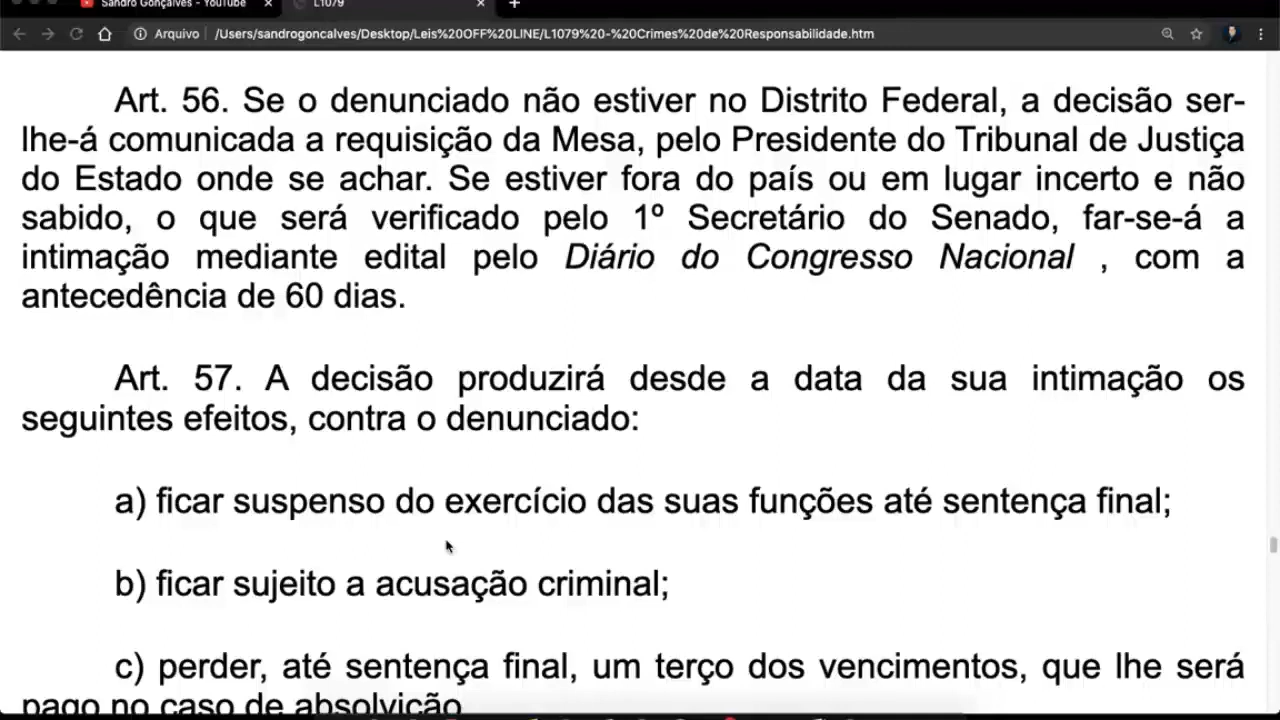 Sandro Gonçalves - YouTube
L1079
Arquivo
/Users/sandrogoncalves/Desktop/Leis%20OFF%20LINE/L1079%20-%20Crimes%20de%20Responsabilidade.htm
Art. 56. Se o denunciado não estiver no Distrito Federal, a decisão ser-
lhe-á comunicada a requisição da Mesa, pelo Presidente do Tribunal de Justiça
do Estado onde se achar. Se estiver fora do país ou em lugar incerto e não
sabido, o que será verificado pelo 1º Secretário do Senado, far-se-á a
intimação mediante edital pelo Diário do Congresso Nacional , com a
antecedência de 60 dias.
Art. 57. A decisão produzirá desde a data da sua intimação os
seguintes efeitos, contra o denunciado:
a) ficar suspenso do exercício das suas funções até sentença final;
b) ficar sujeito a acusação criminal;
c) perder, até sentença final, um terço dos vencimentos, que lhe será
pago no caso de absolvição